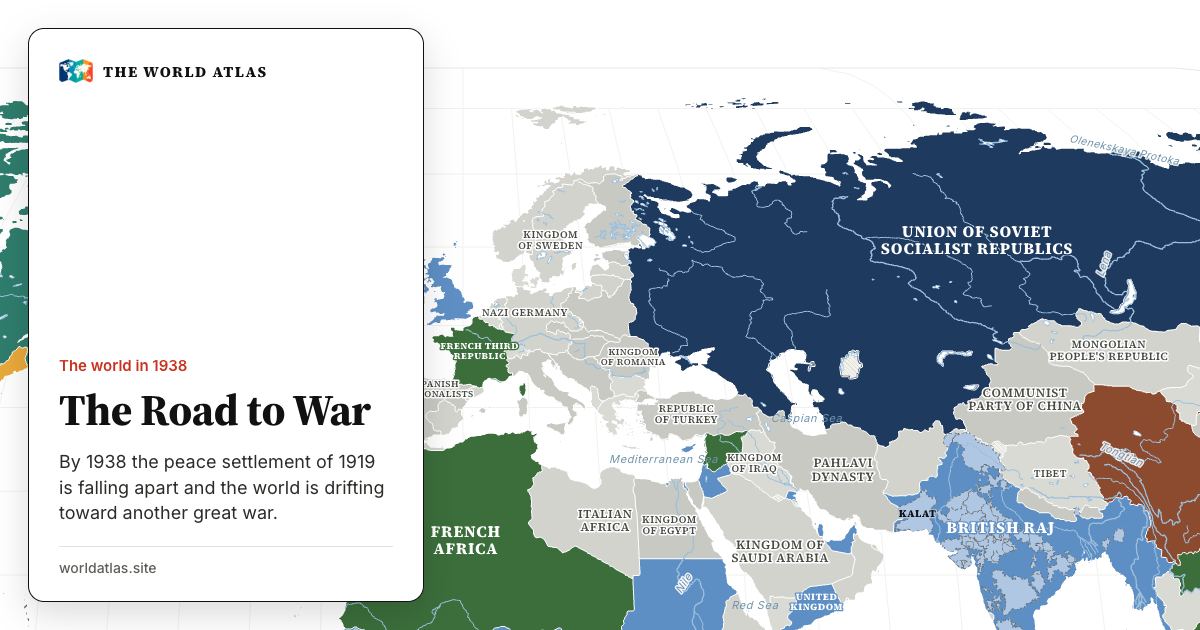 THE WORLD ATLAS
The world in 1938
The Road to War
By 1938 the peace settlement of 1919
is falling apart and the world is drifting
toward another great war.
worldatlas.site
Olenekskaya Protoka
UNION OF SOVIET
SOCIALIST REPUBLICS
Lena
KINGDOM
OF SWEDEN
NAZI GERMANY
FRENCH THIRD
REPUBLIC
KINGDOM
OF ROMANIA
MONGOLIAN
PEOPLE'S REPUBLIC
PANISH
ONALISTS
COMMUNIST
PARTY OF CHINA
REPUBLIC
OF TURKEY
Caspian Sea
Mediterranean Sea
KINGDOM
OF IRAQ
PAHLAVI
DYNASTY
TIBET
Tongtian
ITALIAN
AFRICA
KINGDOM
OF EGYPT
KALAT
BRITISH RAJ
FRENCH
AFRICA
KINGDOM OF
SAUDI ARABIA
Nile
Red Sea
UNITED
KINGDOM